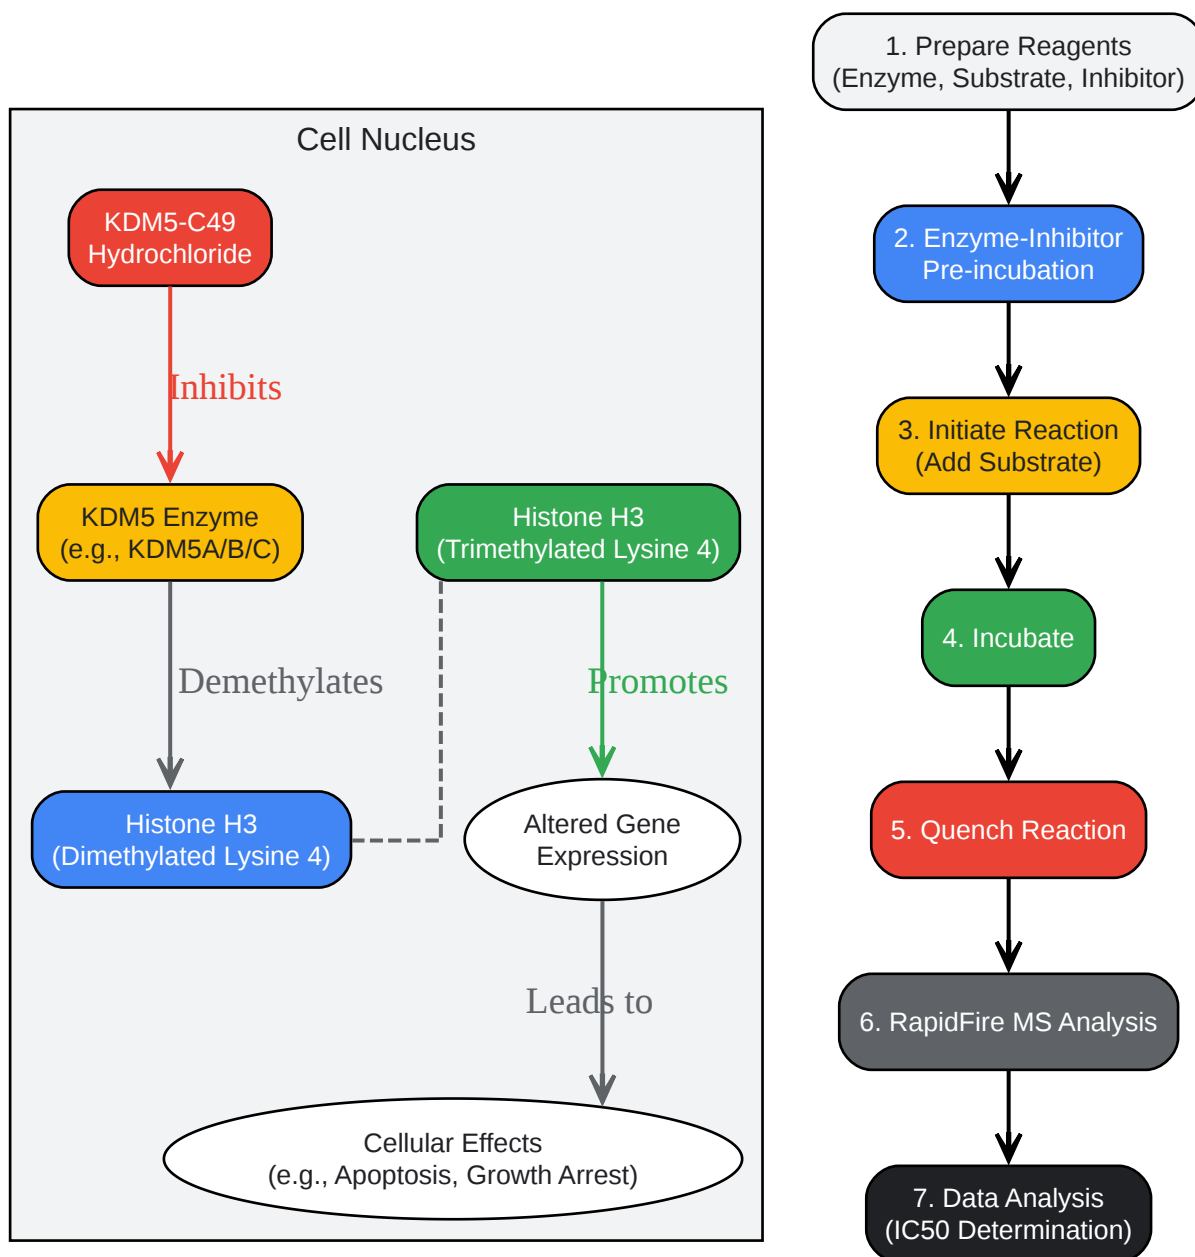 Cell Nucleus
KDM5-C49
Hydrochloride
Inhibits
KDM5 Enzyme
(e.g., KDM5A/B/C)
Histone H3
(Trimethylated Lysine 4)
Demethylates
Promotes
Histone H3
(Dimethylated Lysine 4)
Altered Gene
Expression
Leads to
Cellular Effects
(e.g., Apoptosis, Growth Arrest)
1. Prepare Reagents
(Enzyme, Substrate, Inhibitor)
2. Enzyme-Inhibitor
Pre-incubation
3. Initiate Reaction
(Add Substrate)
4. Incubate
5. Quench Reaction
6. RapidFire MS Analysis
7. Data Analysis
(IC50 Determination)